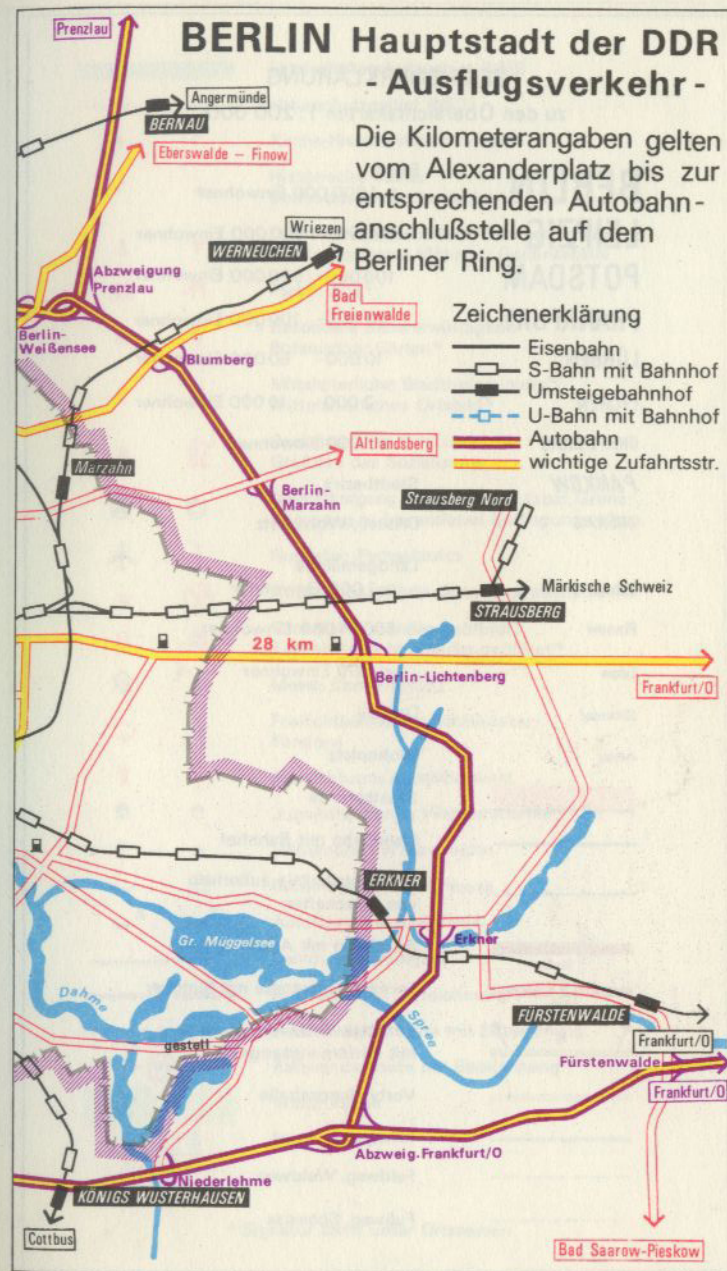 BERLIN Hauptstadt der DDR
- Ausflugsverkehr -
Die Kilometerangaben gelten
vom Alexanderplatz bis zur
entsprechenden Autobahn-
anschlußstelle auf dem
Berliner Ring.
Zeichenerklärung
Eisenbahn
S-Bahn mit Bahnhof
Umsteigebahnhof
U-Bahn mit Bahnhof
Autobahn
wichtige Zufahrtsstr.
Prenzlau
Angermünde
BERNAU
Eberswalde – Finow
Wriezen
WERNEUCHEN
Abzweigung
Prenzlau
Bad
Freienwalde
Berlin-
Weißensee
Blumberg
Altlandsberg
Marzahn
Berlin-
Marzahn
Strausberg Nord
Märkische Schweiz
STRAUSBERG
28 km
Berlin-Lichtenberg
Frankfurt/O
ERKNER
Gr. Müggelsee
Erkner
Dahme
Spree
FÜRSTENWALDE
gestell
Frankfurt/O
Fürstenwalde
Frankfurt/O
Abzweig.Frankfurt/O
Niederlehme
KÖNIGS WUSTERHAUSEN
Cottbus
Bad Saarow-Pieskow